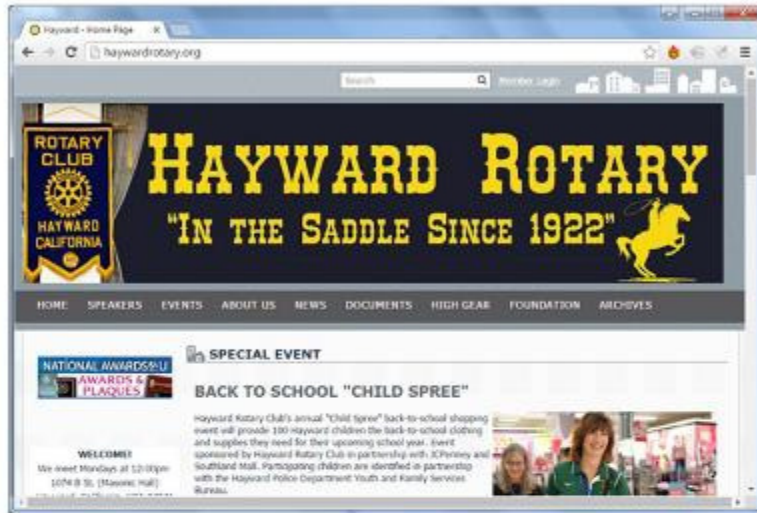 Hayward - Home Page
haywardrotary.org
Search
Member Login
ROTARY
CLUB
HAYWARD
CALIFORNIA
HAYWARD ROTARY
"IN THE SADDLE SINCE 1922"
HOME SPEAKERS EVENTS ABOUT US NEWS DOCUMENTS HIGH GEAR FOUNDATION ARCHIVES
NATIONAL AWARDS4U
AWARDS &
PLAQUES
WELCOME!
We meet Mondays at 12:00pm
1074 B St. (Masonic Hall)
SPECIAL EVENT
BACK TO SCHOOL "CHILD SPREE"
Hayward Rotary Club's annual "Child Spree" back-to-school shopping
event will provide 100 Hayward children the back-to-school clothing
and supplies they need for their upcoming school year. Event
sponsored by Hayward Rotary Club in partnership with JCPenney and
Southland Mall. Participating children are identified in partnership
with the Hayward Police Department Youth and Family Services
Bureau.